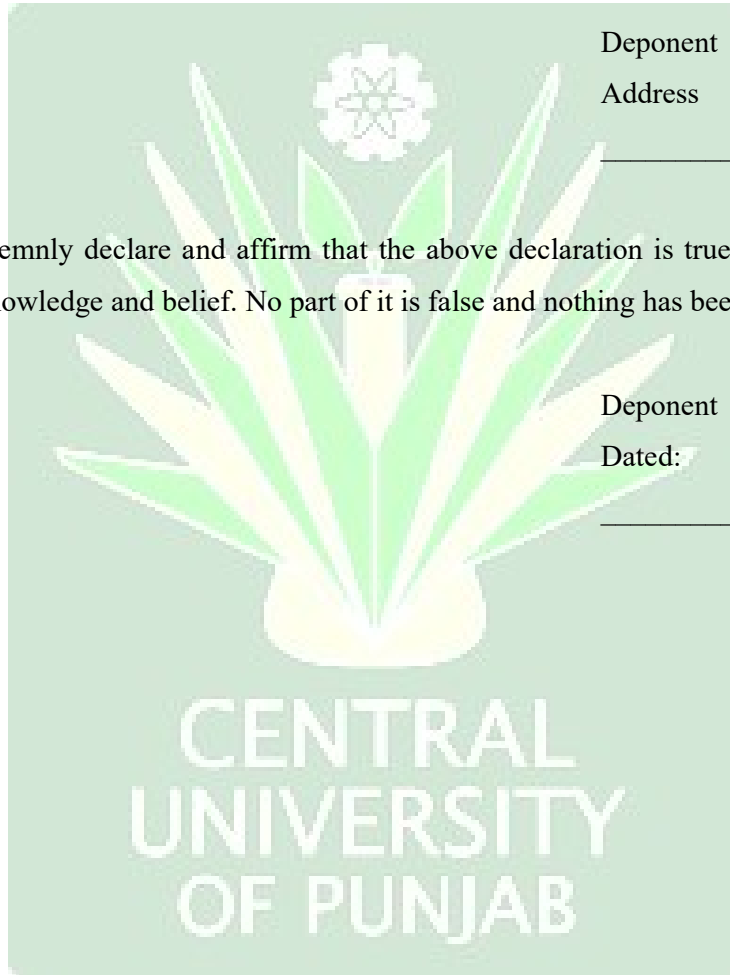 Deponent
Address
emnly declare and affirm that the above declaration is true
owledge and belief. No part of it is false and nothing has bee
Deponent
Dated:
CENTRAL
UNIVERSITY
OF PUNJAB